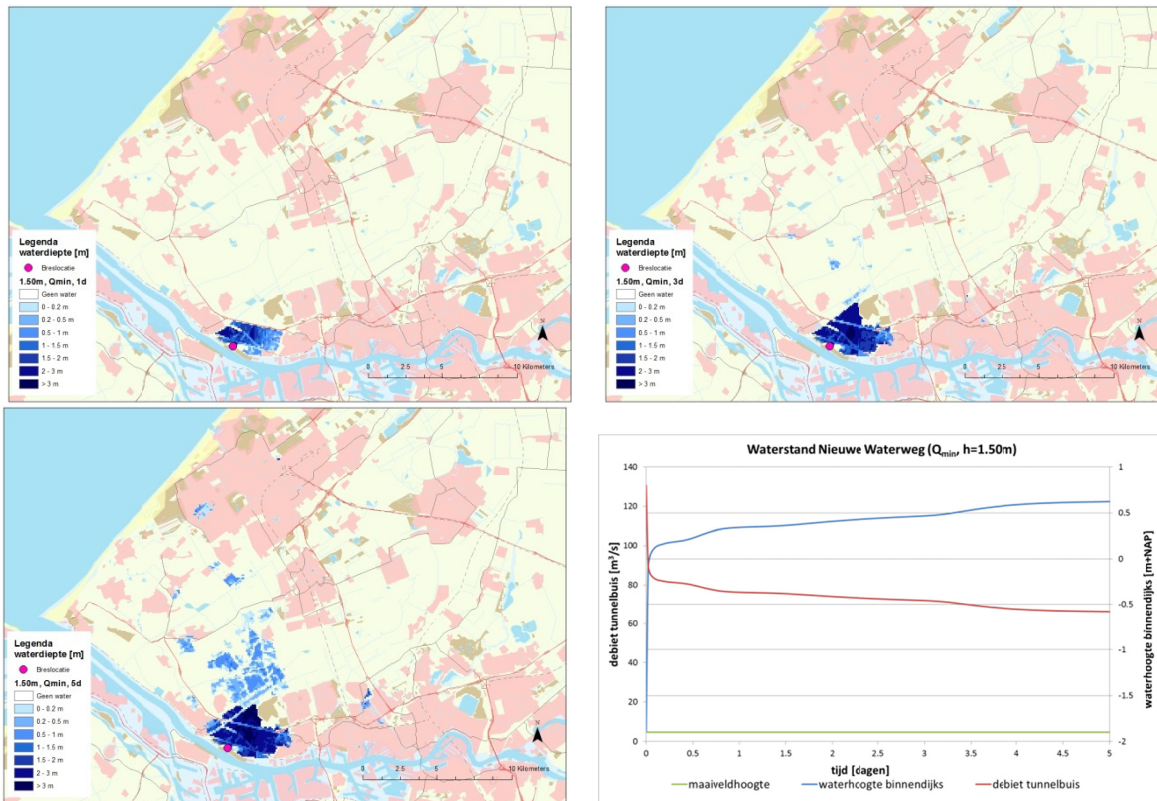 Legenda
waterdiepte [m]
Breslocatie
1.50m, Qmin, 1d
Geen water
0 - 0.2 m
0.2 - 0.5 m
0.5 - 1 m
1 - 1.5 m
1.5 - 2 m
2 - 3 m
> 3 m
N
0 2.5 5 10 Kilometers
Legenda
waterdiepte [m]
Breslocatie
1.50m, Qmin, 3d
Geen water
0 - 0.2 m
0.2 - 0.5 m
0.5 - 1 m
1 - 1.5 m
1.5 - 2 m
2 - 3 m
> 3 m
N
0 2.5 5 10 Kilometers
Legenda
waterdiepte [m]
Breslocatie
1.50m, Qmin, 5d
Geen water
0 - 0.2 m
0.2 - 0.5 m
0.5 - 1 m
1 - 1.5 m
1.5 - 2 m
2 - 3 m
> 3 m
N
0 2.5 5 10 Kilometers
Waterstand Nieuwe Waterweg (Qmin, h=1.50m)
debiet tunnelbuis [m³/s]
140
120
100
80
60
40
20
0
1
0.5
0
-0.5
-1
-1.5
-2
waterhoogte binnendijks [m+NAP]
0 0.5 1 1.5 2 2.5 3 3.5 4 4.5 5
tijd [dagen]
maaiveldhoogte waterhoogte binnendijks debiet tunnelbuis